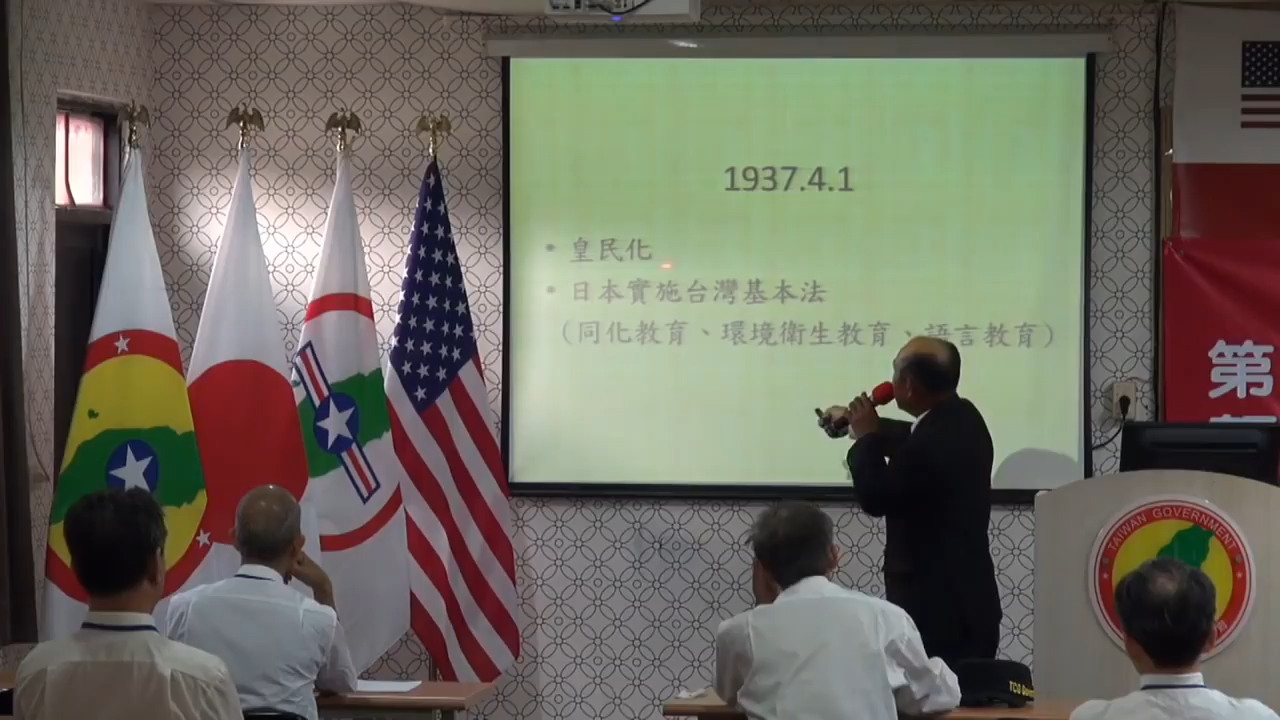 1937.4.1
• 皇民化
• 日本實施台灣基本法
（同化教育、環境衛生教育、語言教育）
第
TAIWAN GOVERNMENT
TCG